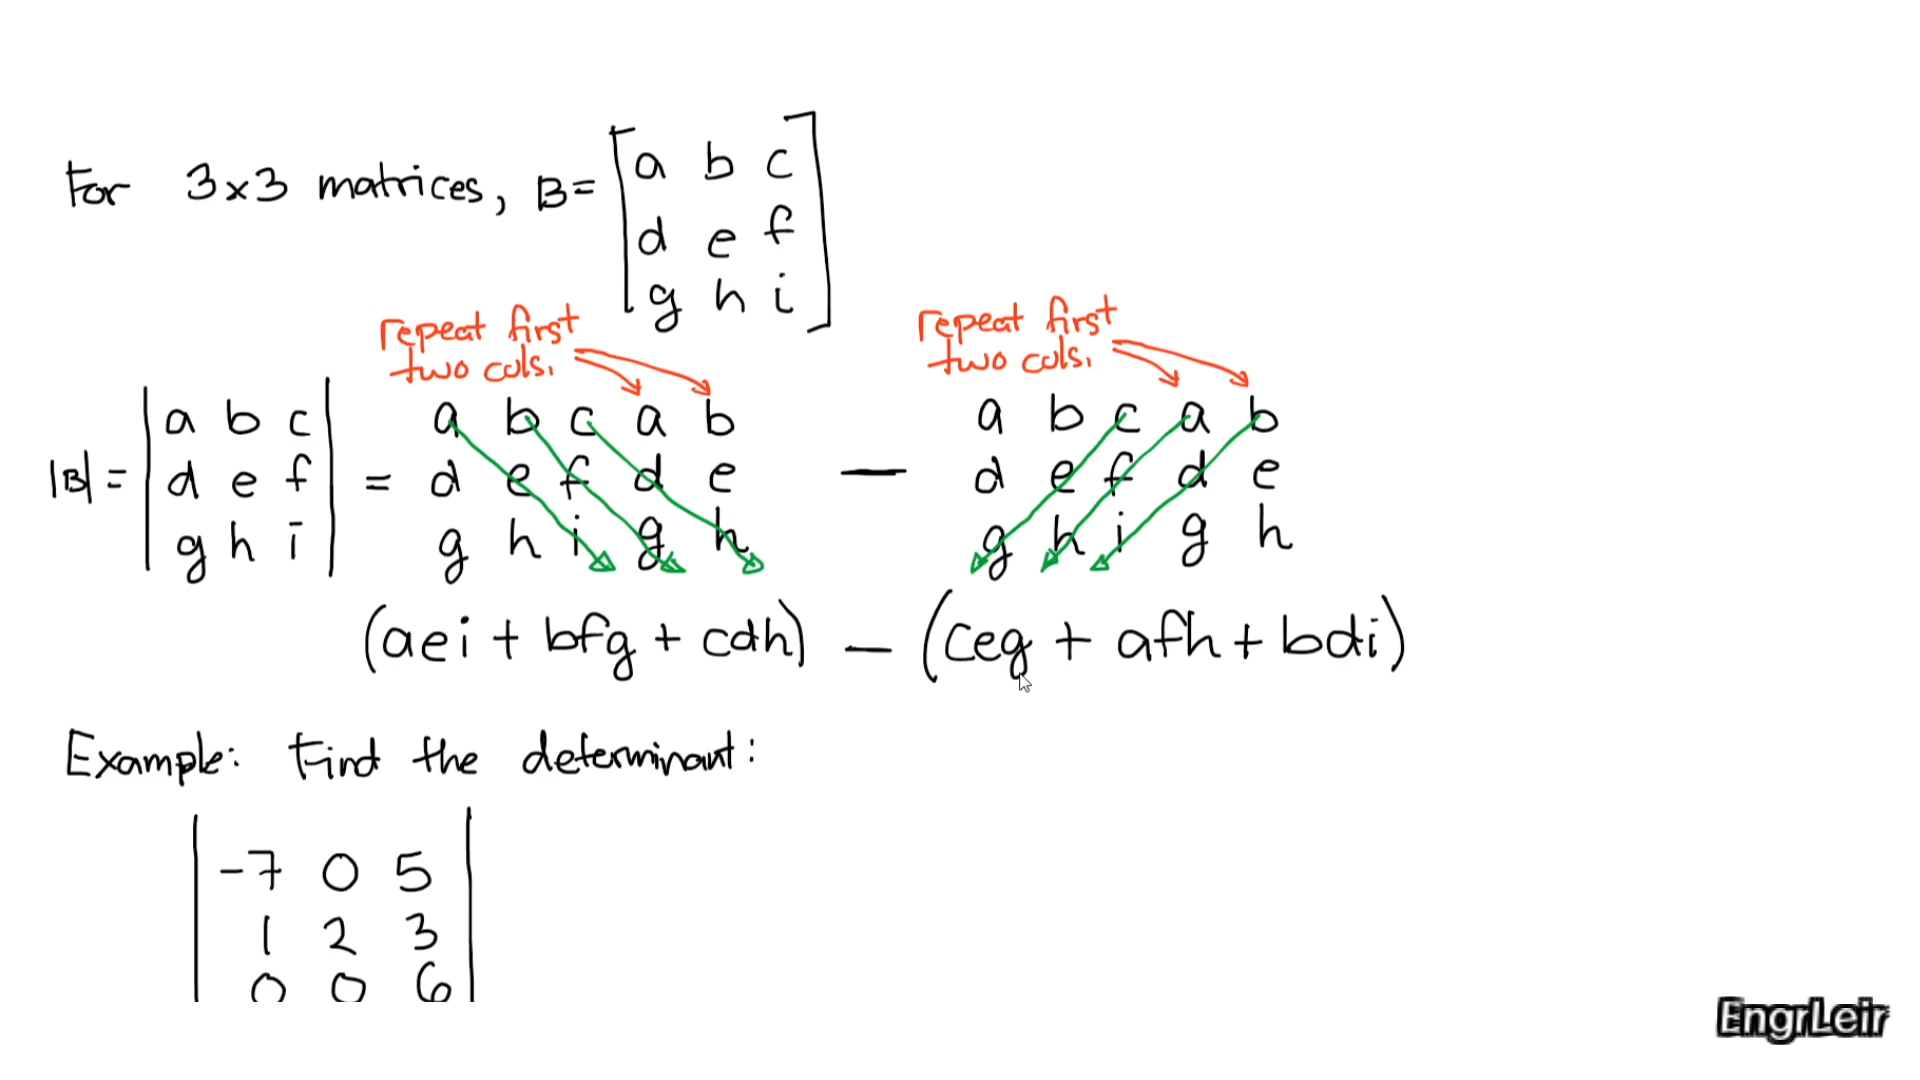 For 3x3 matrices, B= [a b c
d e f
g h i]
repeat first two cols.
repeat first two cols.
|B| = |a b c| = a b c a b — a b c a b
|d e f| d e f d e d e f d e
|g h i| g h i g h g h i g h
(aei + bfg + cdh) — (ceg + afh + bdi)
Example: Find the determinant:
|-7 0 5|
|1 2 3|
|0 0 6|
EngrLeir